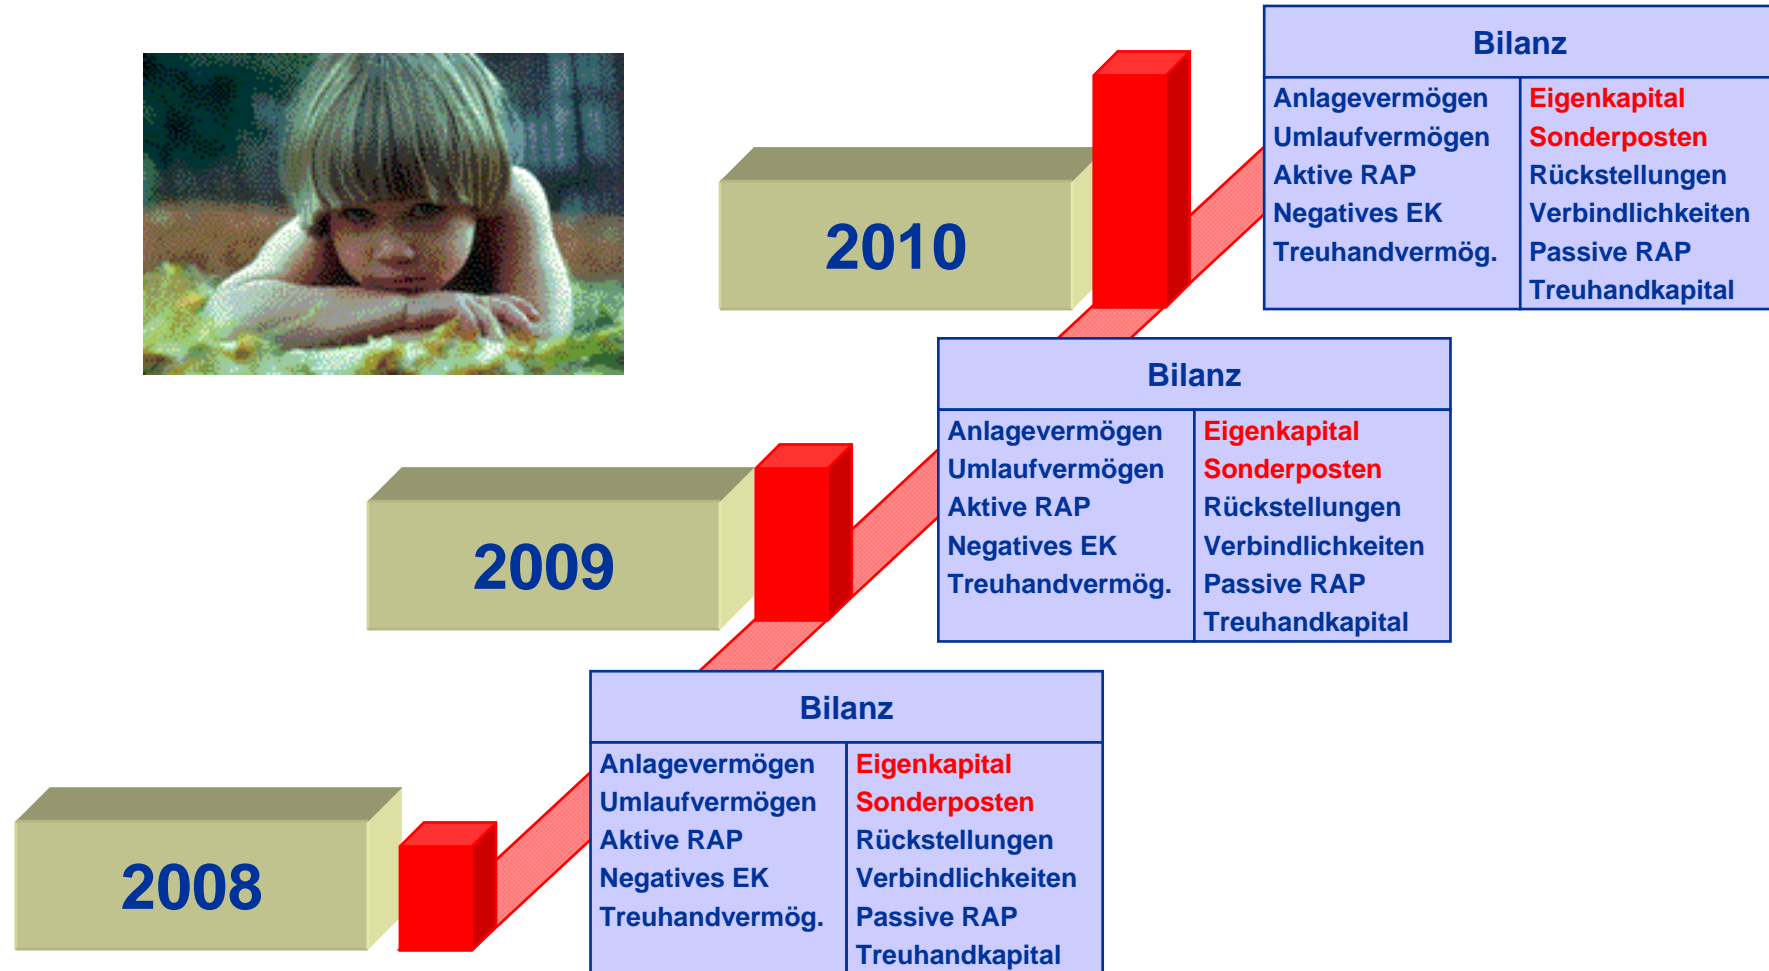 Bilanz
Anlagevermögen
Umlaufvermögen
Aktive RAP
Negatives EK
Treuhandvermög.
Eigenkapital
Sonderposten
Rückstellungen
Verbindlichkeiten
Passive RAP
Treuhandkapital
2010
Bilanz
Anlagevermögen
Umlaufvermögen
Aktive RAP
Negatives EK
Treuhandvermög.
Eigenkapital
Sonderposten
Rückstellungen
Verbindlichkeiten
Passive RAP
Treuhandkapital
2009
Bilanz
Anlagevermögen
Umlaufvermögen
Aktive RAP
Negatives EK
Treuhandvermög.
Eigenkapital
Sonderposten
Rückstellungen
Verbindlichkeiten
Passive RAP
Treuhandkapital
2008